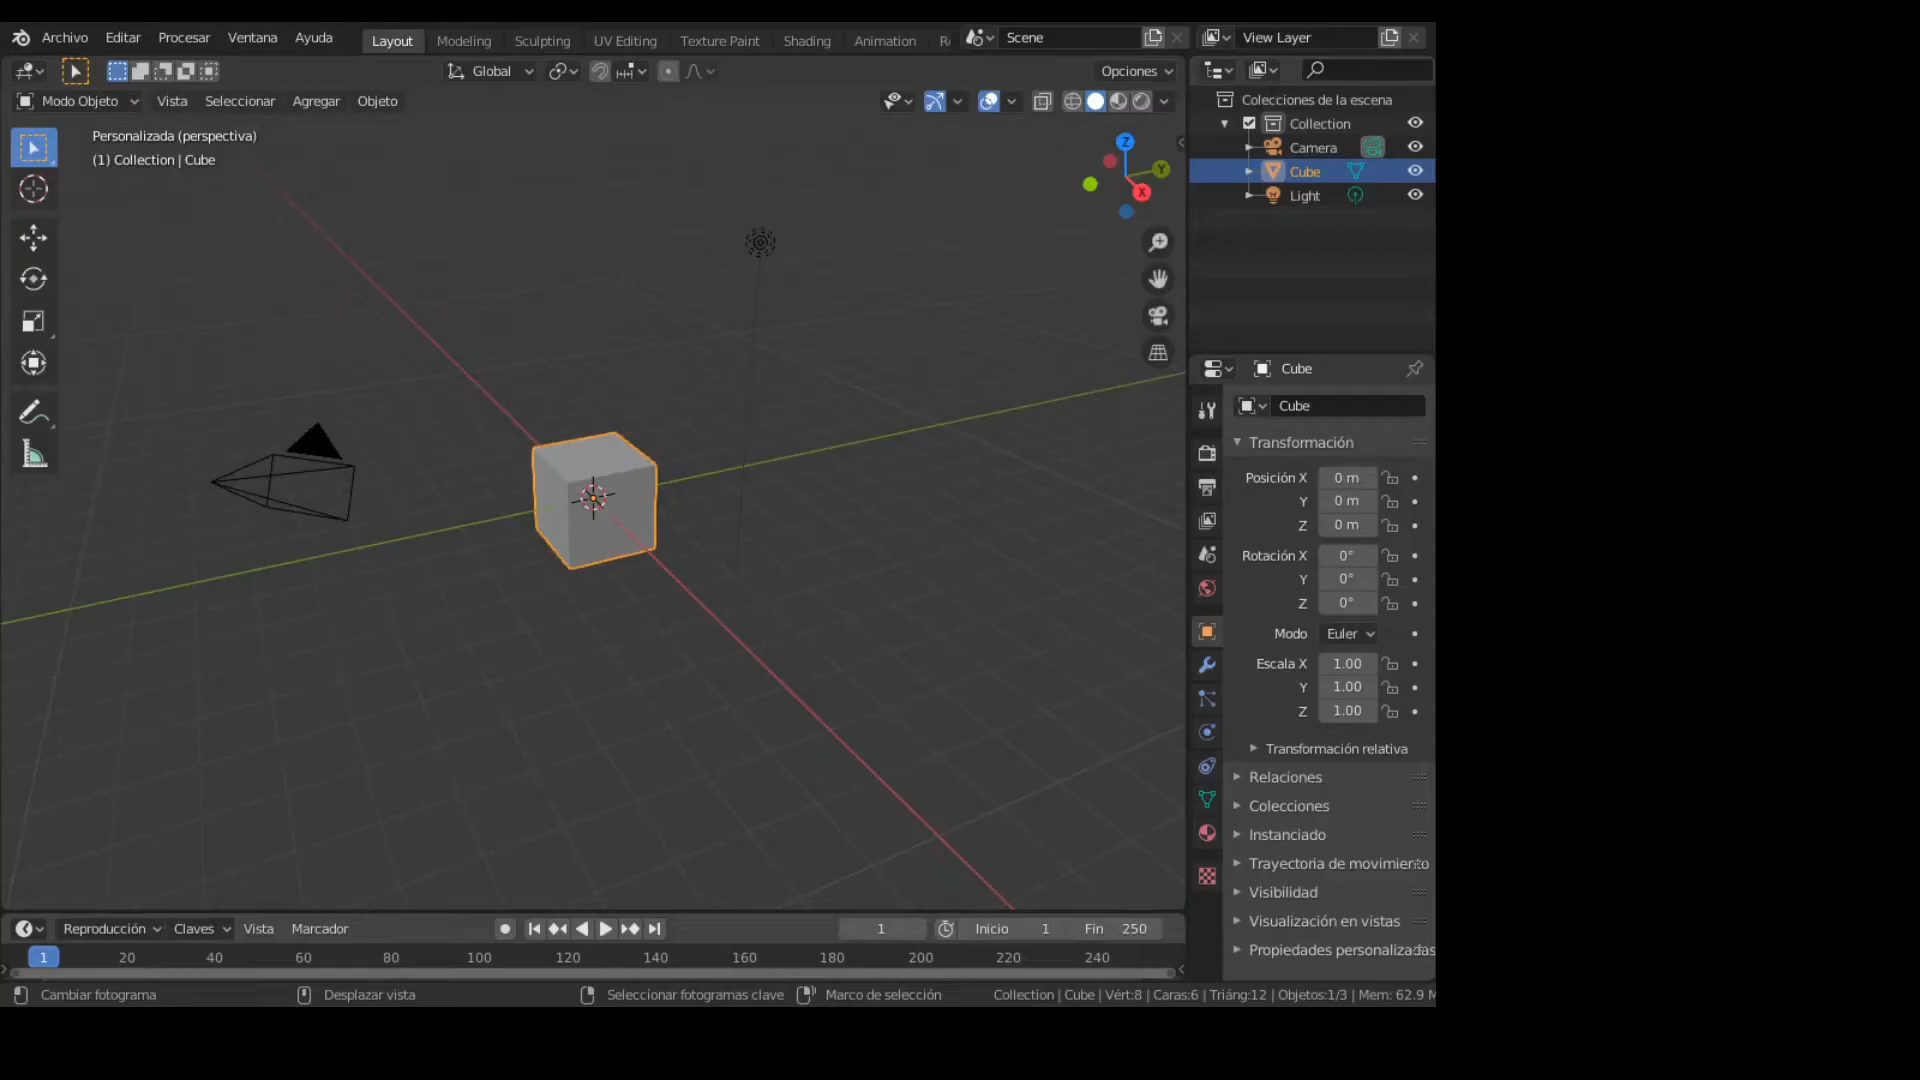 Archivo Editar Procesar Ventana Ayuda Layout Modeling Sculpting UV Editing Texture Paint Shading Animation Scene View Layer
Global Opciones
Modo Objeto Vista Seleccionar Agregar Objeto
Personalizada (perspectiva)
(1) Collection | Cube
Z
Y
X
Colecciones de la escena
Collection
Camera
Cube
Light
Cube
Cube
Transformación
Posición X 0 m
Y 0 m
Z 0 m
Rotación X 0°
Y 0°
Z 0°
Modo Euler
Escala X 1.00
Y 1.00
Z 1.00
Transformación relativa
Relaciones
Colecciones
Instanciado
Trayectoria de movimiento
Visibilidad
Visualización en vistas
Propiedades personalizadas
Reproducción Claves Vista Marcador 1 Inicio 1 Fin 250
1 20 40 60 80 100 120 140 160 180 200 220 240
Cambiar fotograma Desplazar vista Seleccionar fotogramas clave Marco de selección Collection | Cube | Vért:8 | Caras:6 | Triáng:12 | Objetos:1/3 | Mem: 62.9 M